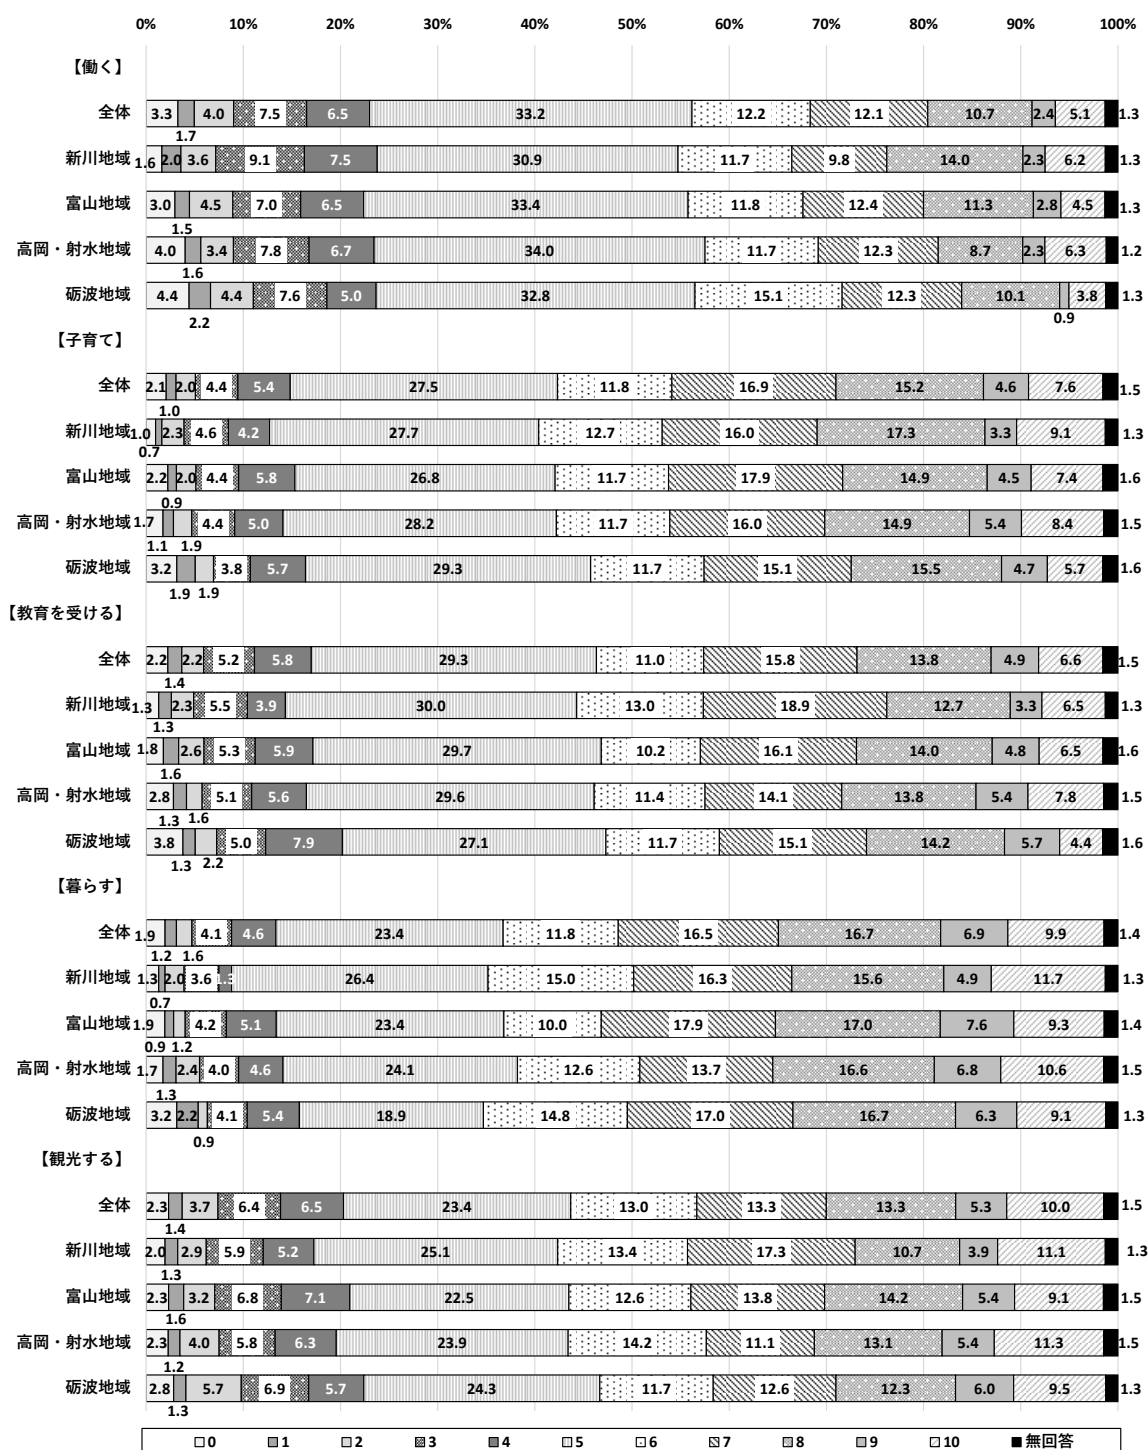 0% 10% 20% 30% 40% 50% 60% 70% 80% 90% 100%
【働く】
全体 3.3 4.0 7.5 6.5 33.2 12.2 12.1 10.7 2.4 5.1 1.3
1.7
新川地域 1.6 2.0 3.6 9.1 7.5 30.9 11.7 9.8 14.0 2.3 6.2 1.3
富山地域 3.0 4.5 7.0 6.5 33.4 11.8 12.4 11.3 2.8 4.5 1.3
1.5
高岡・射水地域 4.0 3.4 7.8 6.7 34.0 11.7 12.3 8.7 2.3 6.3 1.2
1.6
砺波地域 4.4 4.4 7.6 5.0 32.8 15.1 12.3 10.1 3.8 1.3
2.2 0.9
【子育て】
全体 2.1 2.0 4.4 5.4 27.5 11.8 16.9 15.2 4.6 7.6 1.5
1.0
新川地域 1.0 2.3 4.6 4.2 27.7 12.7 16.0 17.3 3.3 9.1 1.3
0.7
富山地域 2.2 2.0 4.4 5.8 26.8 11.7 17.9 14.9 4.5 7.4 1.6
0.9
高岡・射水地域 1.7 4.4 5.0 28.2 11.7 16.0 14.9 5.4 8.4 1.5
1.1 1.9
砺波地域 3.2 3.8 5.7 29.3 11.7 15.1 15.5 4.7 5.7 1.6
1.9 1.9
【教育を受ける】
全体 2.2 2.2 5.2 5.8 29.3 11.0 15.8 13.8 4.9 6.6 1.5
1.4
新川地域 1.3 2.3 5.5 3.9 30.0 13.0 18.9 12.7 3.3 6.5 1.3
1.3
富山地域 1.8 2.6 5.3 5.9 29.7 10.2 16.1 14.0 4.8 6.5 1.6
1.6
高岡・射水地域 2.8 5.1 5.6 29.6 11.4 14.1 13.8 5.4 7.8 1.5
1.3 1.6
砺波地域 3.8 5.0 7.9 27.1 11.7 15.1 14.2 5.7 4.4 1.6
1.3 2.2
【暮らす】
全体 1.9 4.1 4.6 23.4 11.8 16.5 16.7 6.9 9.9 1.4
1.2 1.6
新川地域 1.3 2.0 3.6 1.3 26.4 15.0 16.3 15.6 4.9 11.7 1.3
0.7
富山地域 1.9 4.2 5.1 23.4 10.0 17.9 17.0 7.6 9.3 1.4
0.9 1.2
高岡・射水地域 1.7 2.4 4.0 4.6 24.1 12.6 13.7 16.6 6.8 10.6 1.5
1.3
砺波地域 3.2 2.2 4.1 5.4 18.9 14.8 17.0 16.7 6.3 9.1 1.3
0.9
【観光する】
全体 2.3 3.7 6.4 6.5 23.4 13.0 13.3 13.3 5.3 10.0 1.5
1.4
新川地域 2.0 2.9 5.9 5.2 25.1 13.4 17.3 10.7 3.9 11.1 1.3
1.3
富山地域 2.3 3.2 6.8 7.1 22.5 12.6 13.8 14.2 5.4 9.1 1.5
1.6
高岡・射水地域 2.3 4.0 5.8 6.3 23.9 14.2 11.1 13.1 5.4 11.3 1.5
1.2
砺波地域 2.8 5.7 6.9 5.7 24.3 11.7 12.6 12.3 6.0 9.5 1.3
1.3
0 1 2 3 4 5 6 7 8 9 10 無回答